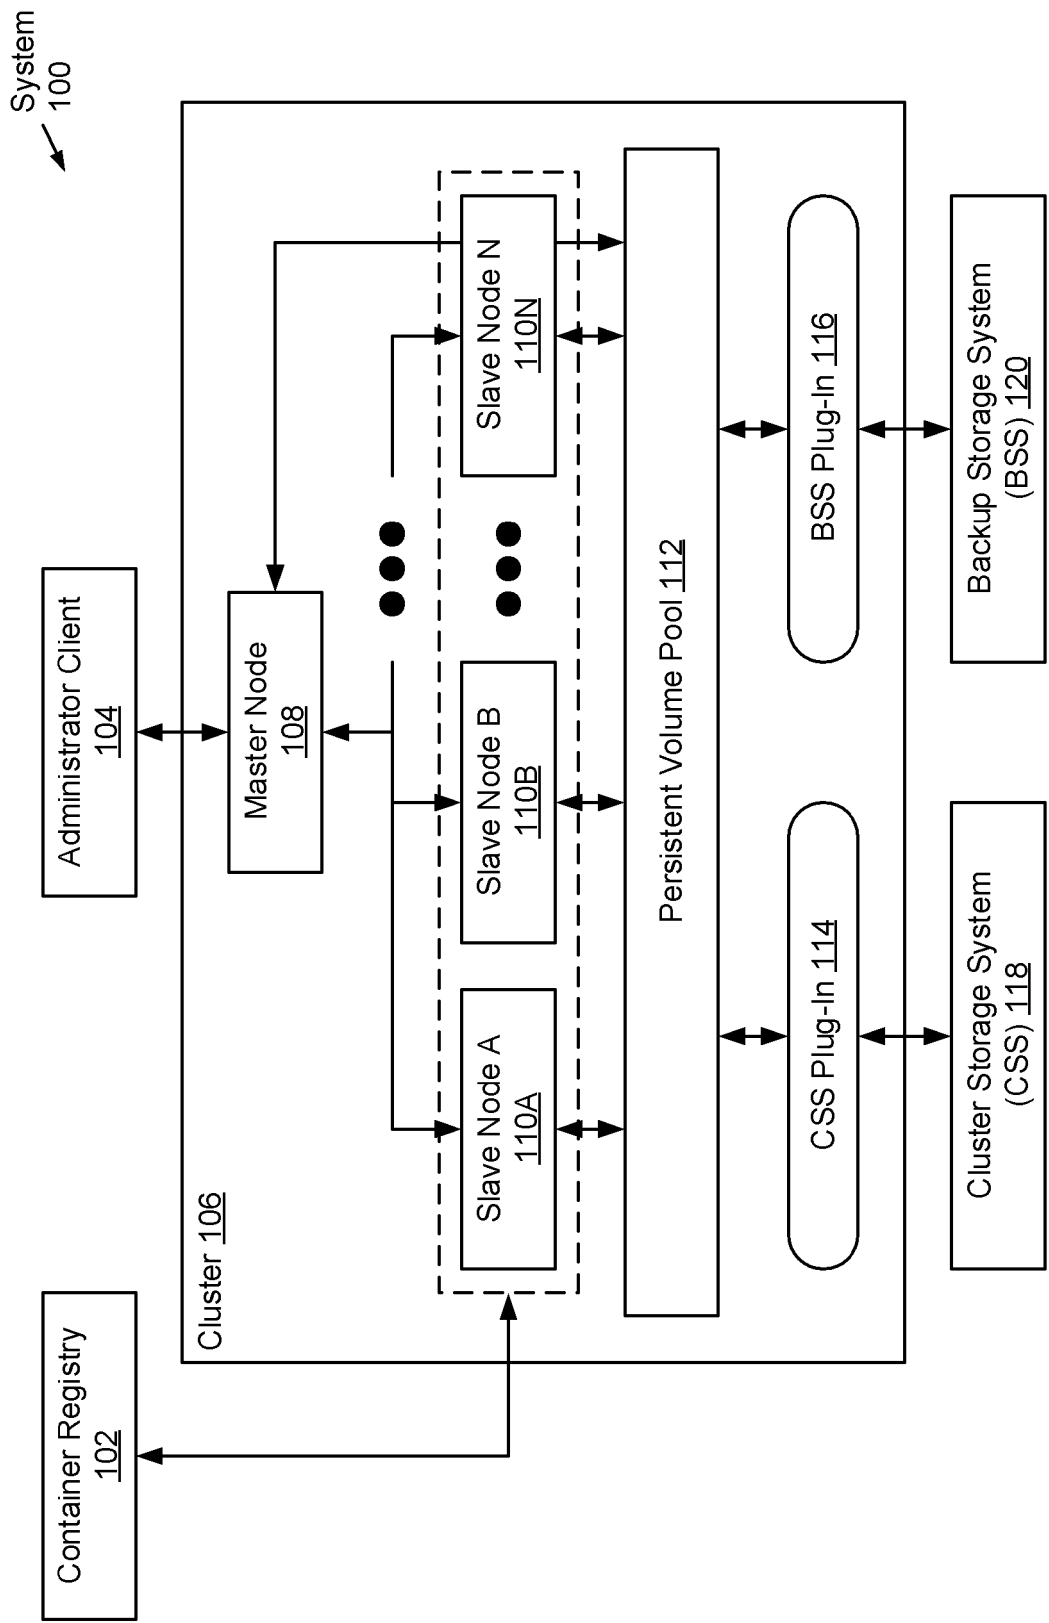 System
100
Container Registry
102
Administrator Client
104
Cluster 106
Master Node
108
Slave Node A
110A
Slave Node B
110B
Slave Node N
110N
Persistent Volume Pool 112
CSS Plug-In 114
BSS Plug-In 116
Cluster Storage System
(CSS) 118
Backup Storage System
(BSS) 120